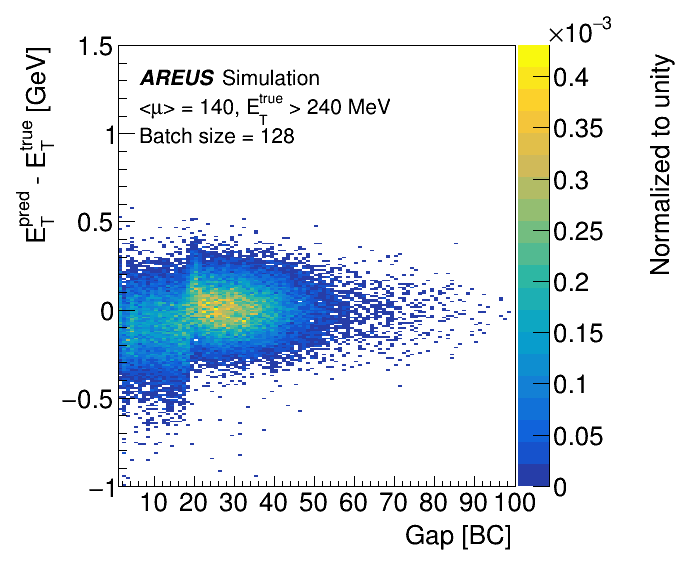 ×10⁻³
1.5
1
0.5
0
−0.5
−1
E_T^pred - E_T^true [GeV]
AREUS Simulation
<μ> = 140, E_T^true > 240 MeV
Batch size = 128
10 20 30 40 50 60 70 80 90 100
Gap [BC]
0.4
0.35
0.3
0.25
0.2
0.15
0.1
0.05
0
Normalized to unity